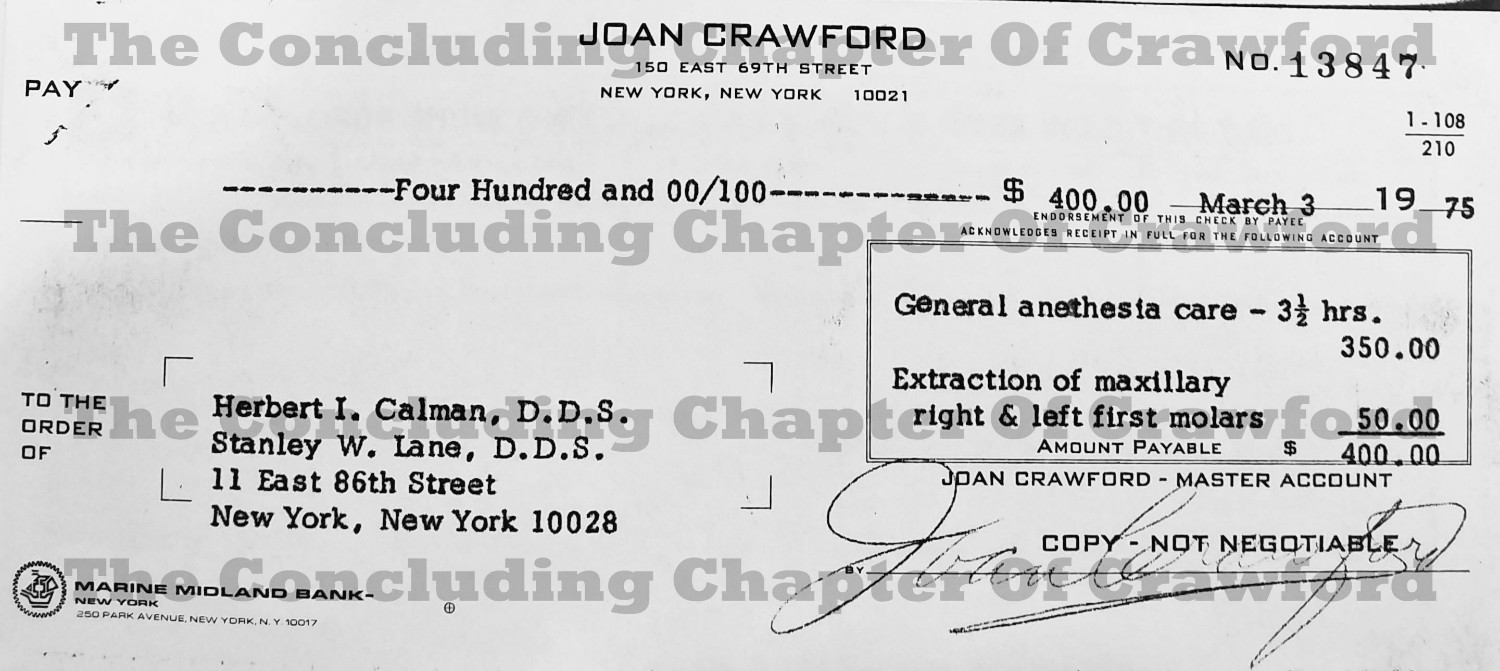 The Concluding Chapter Of Crawford
JOAN CRAWFORD
150 EAST 69TH STREET
NEW YORK, NEW YORK 10021
NO. 13847
PAY
1-108
210
----------Four Hundred and 00/100------------- $ 400.00 March 3 19 75
The Concluding Chapter Of Crawford
ENDORSEMENT OF THIS CHECK BY PAYEE
ACKNOWLEDGES RECEIPT IN FULL FOR THE FOLLOWING ACCOUNT
General anethesia care - 3½ hrs.
350.00
Extraction of maxillary
right & left first molars 50.00
AMOUNT PAYABLE $ 400.00
TO THE
ORDER
OF
Herbert I. Calman, D.D.S.
Stanley W. Lane, D.D.S.
11 East 86th Street
New York, New York 10028
The Concluding Chapter Of Crawford
JOAN CRAWFORD - MASTER ACCOUNT
COPY - NOT NEGOTIABLE
BY Joan Crawford
The Concluding Chapter Of Crawford
MARINE MIDLAND BANK-
NEW YORK
250 PARK AVENUE, NEW YORK, N.Y. 10017